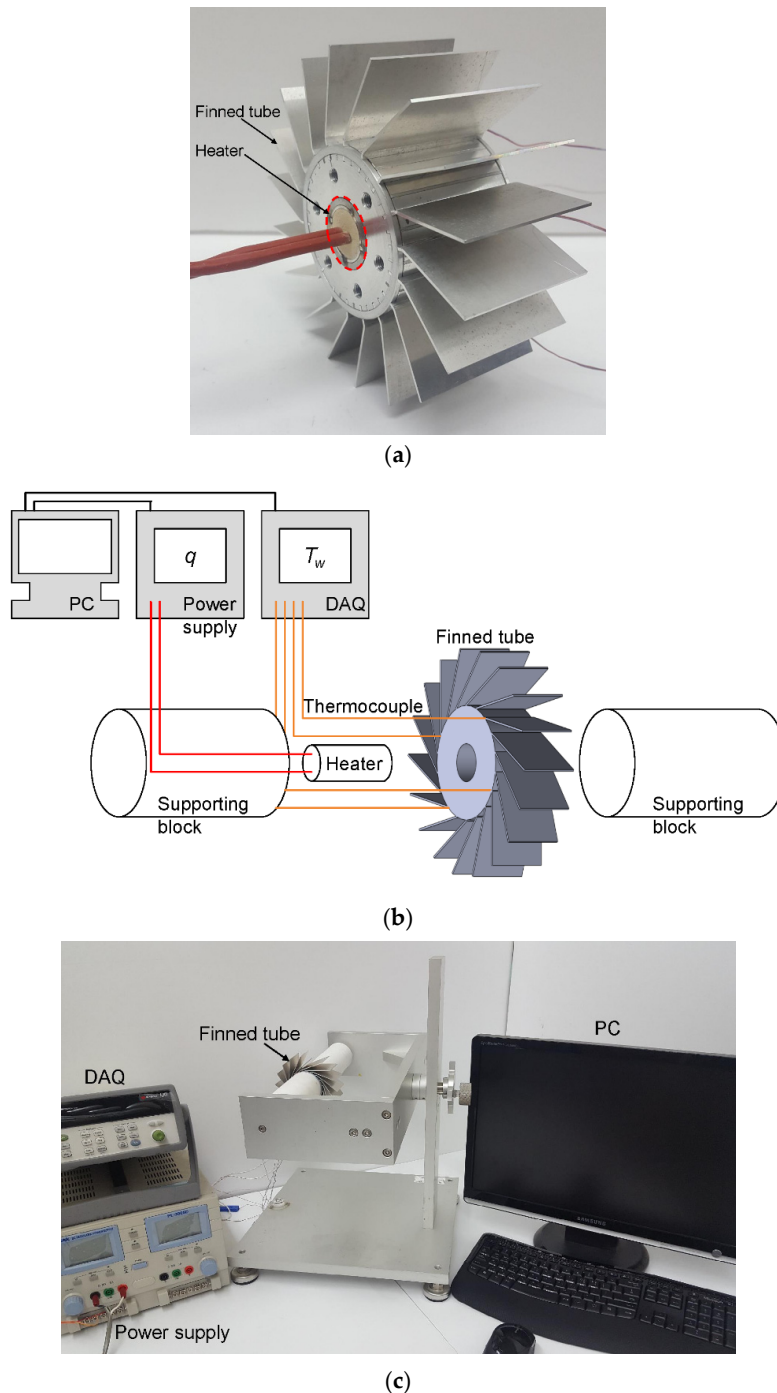 Finned tube
Heater
(a)
q
T_w
PC
Power
supply
DAQ
Finned tube
Thermocouple
Heater
Supporting
block
Supporting
block
(b)
Finned tube
PC
DAQ
SAMSUNG
Power supply
(c)